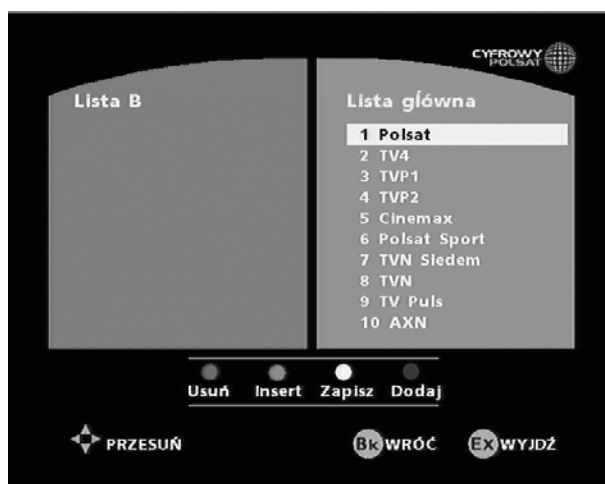 CYFROWY
POLSAT
Lista B
Lista główna
1 Polsat
2 TV4
3 TVP1
4 TVP2
5 Cinemax
6 Polsat Sport
7 TVN Siedem
8 TVN
9 TV Puls
10 AXN
Usuń Insert Zapisz Dodaj
PRZESUŃ Bk WRÓĆ Ex WYJDŹ